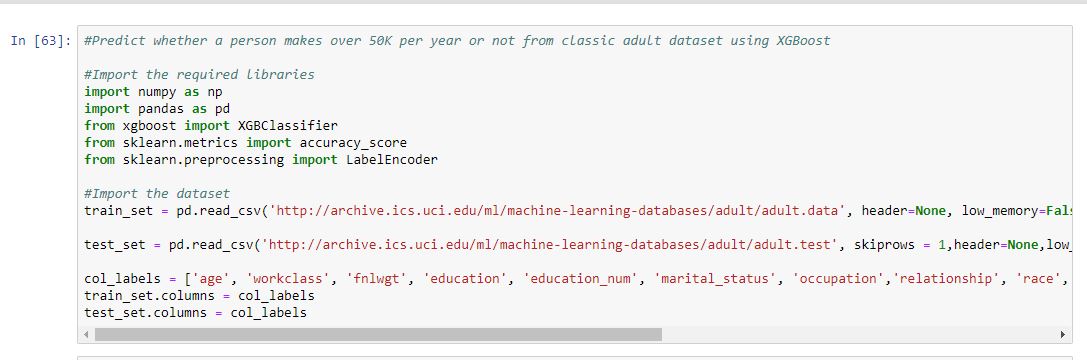 In [63]: #Predict whether a person makes over 50K per year or not from classic adult dataset using XGBoost
#Import the required libraries
import numpy as np
import pandas as pd
from xgboost import XGBClassifier
from sklearn.metrics import accuracy_score
from sklearn.preprocessing import LabelEncoder
#Import the dataset
train_set = pd.read_csv('http://archive.ics.uci.edu/ml/machine-learning-databases/adult/adult.data', header=None, low_memory=Fal
test_set = pd.read_csv('http://archive.ics.uci.edu/ml/machine-learning-databases/adult/adult.test', skiprows = 1,header=None,low_
col_labels = ['age', 'workclass', 'fnlwgt', 'education', 'education_num', 'marital_status', 'occupation','relationship', 'race',
train_set.columns = col_labels
test_set.columns = col_labels